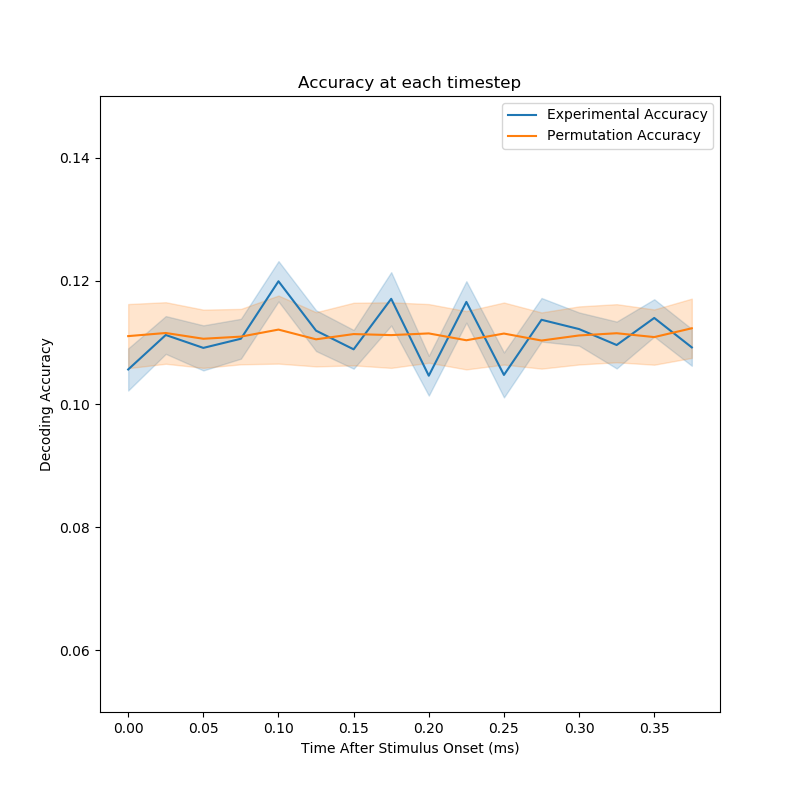 Accuracy at each timestep
Experimental Accuracy
Permutation Accuracy
0.14
0.12
0.10
0.08
0.06
Decoding Accuracy
0.00 0.05 0.10 0.15 0.20 0.25 0.30 0.35
Time After Stimulus Onset (ms)